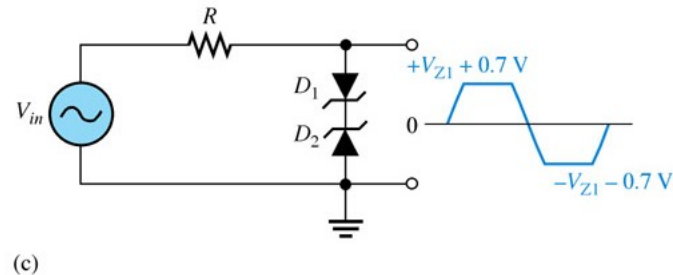 R
+V_Z1 + 0.7 V
D_1
V_in
0
D_2
−V_Z1 − 0.7 V
(c)